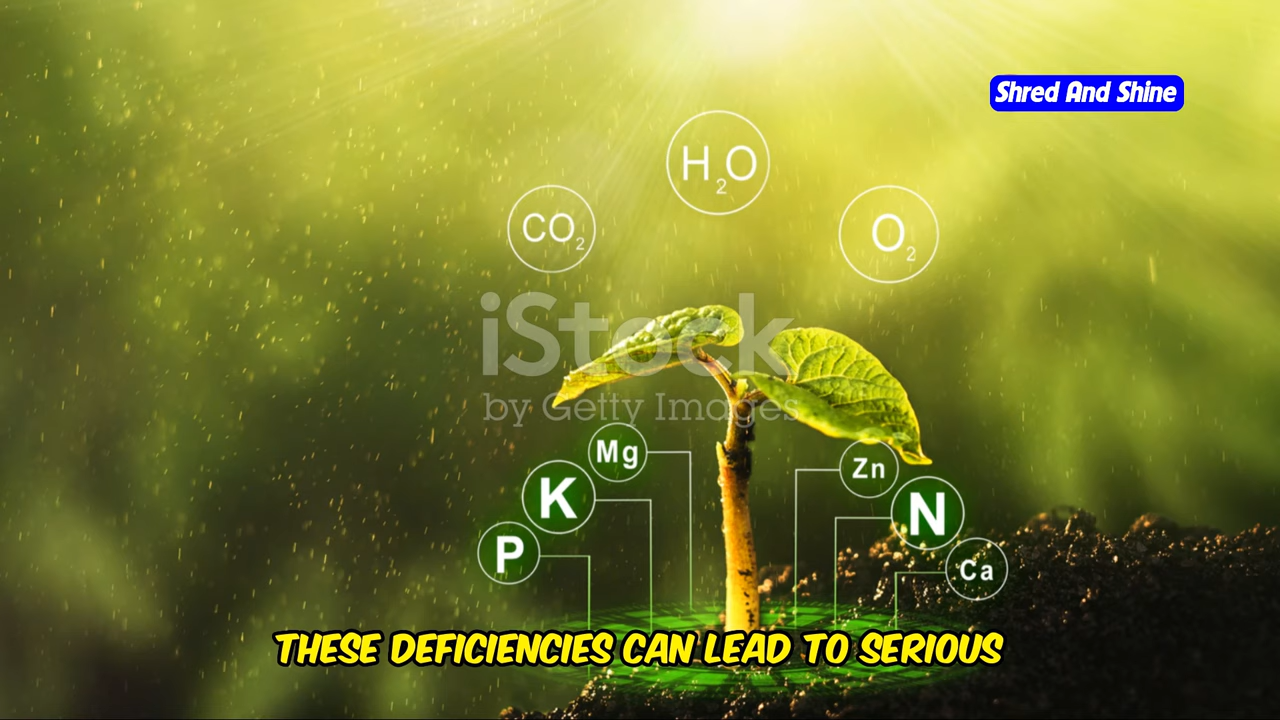 Shred And Shine
H2O
CO2
O2
iStock
by Getty Images
Mg
Zn
K
N
P
Ca
THESE DEFICIENCIES CAN LEAD TO SERIOUS